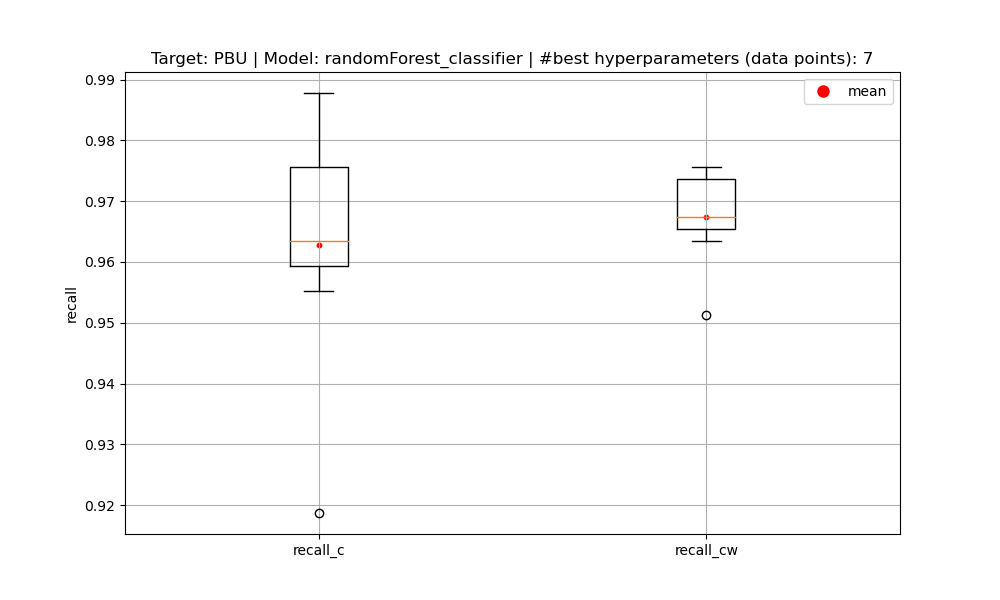 Target: PBU | Model: randomForest_classifier | #best hyperparameters (data points): 7
mean
0.99
0.98
0.97
0.96
0.95
0.94
0.93
0.92
recall
recall_c
recall_cw